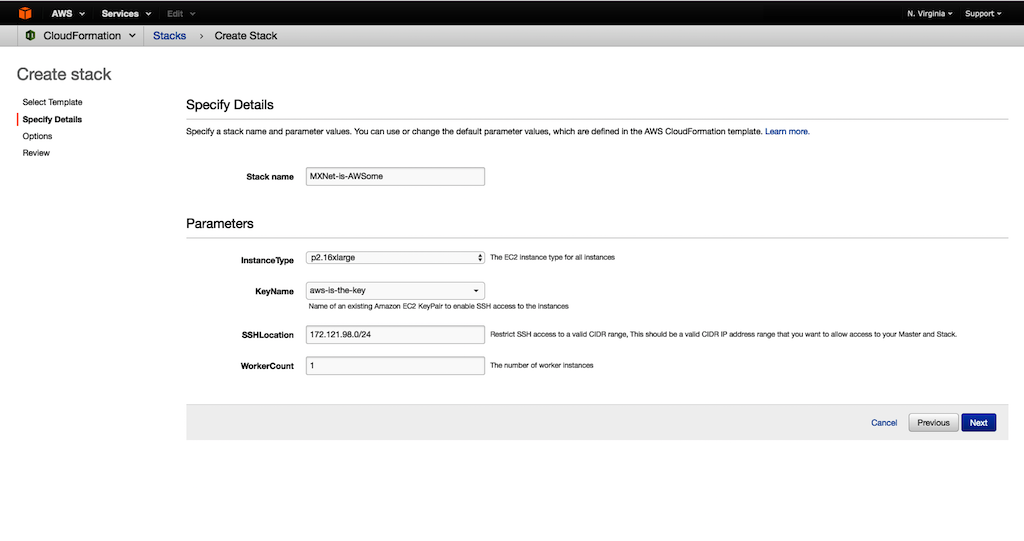 AWS Services Edit N. Virginia Support
CloudFormation Stacks > Create Stack
Create stack
Select Template
Specify Details
Options
Review
Specify Details
Specify a stack name and parameter values. You can use or change the default parameter values, which are defined in the AWS CloudFormation template. Learn more.
Stack name MXNet-is-AWSome
Parameters
InstanceType p2.16xlarge The EC2 instance type for all instances
KeyName aws-is-the-key
Name of an existing Amazon EC2 KeyPair to enable SSH access to the instances
SSHLocation 172.121.98.0/24 Restrict SSH access to a valid CIDR range, This should be a valid CIDR IP address range that you want to allow access to your Master and Stack.
WorkerCount 1 The number of worker instances
Cancel Previous Next